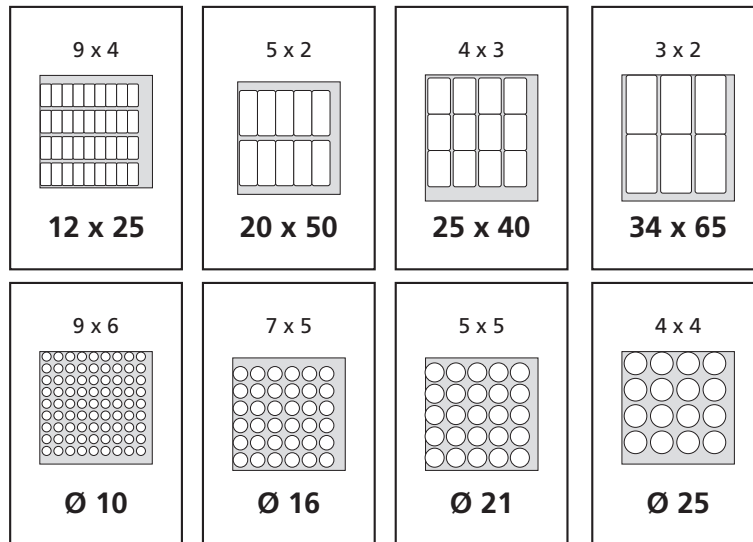 9 x 4
12 x 25
5 x 2
20 x 50
4 x 3
25 x 40
3 x 2
34 x 65
9 x 6
Ø 10
7 x 5
Ø 16
5 x 5
Ø 21
4 x 4
Ø 25